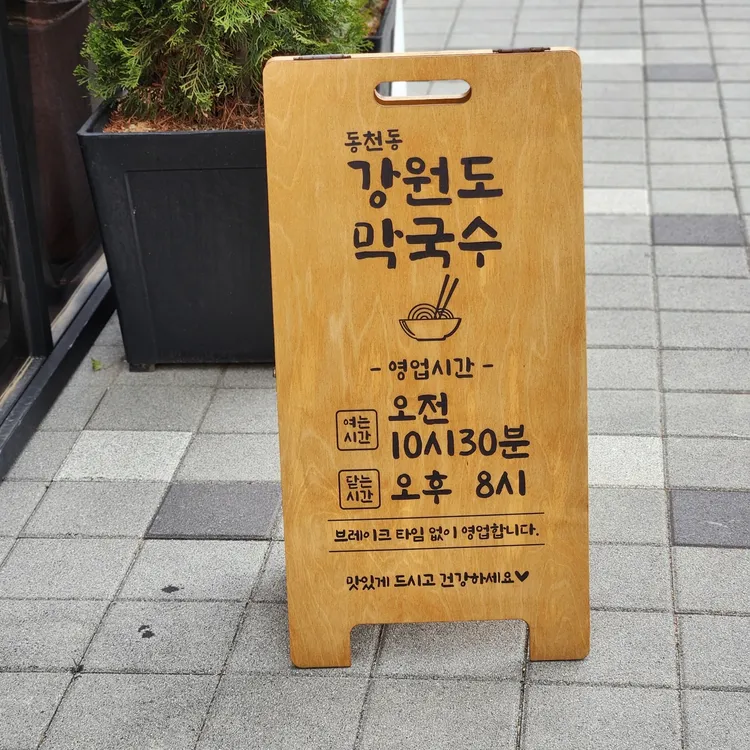 동천동
강원도
막국수
- 영업시간 -
여는
시간
오전
10시30분
닫는
시간
오후 8시
브레이크 타임 없이 영업합니다.
맛있게 드시고 건강하세요♥